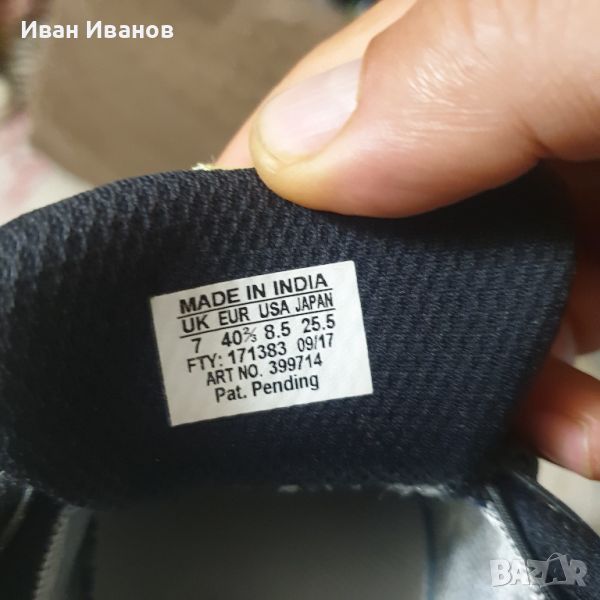 Иван Иванов
MADE IN INDIA
UK EUR USA JAPAN
7 40⅔ 8.5 25.5
FTY: 171383 09/17
ART NO. 399714
Pat. Pending
BAZAR